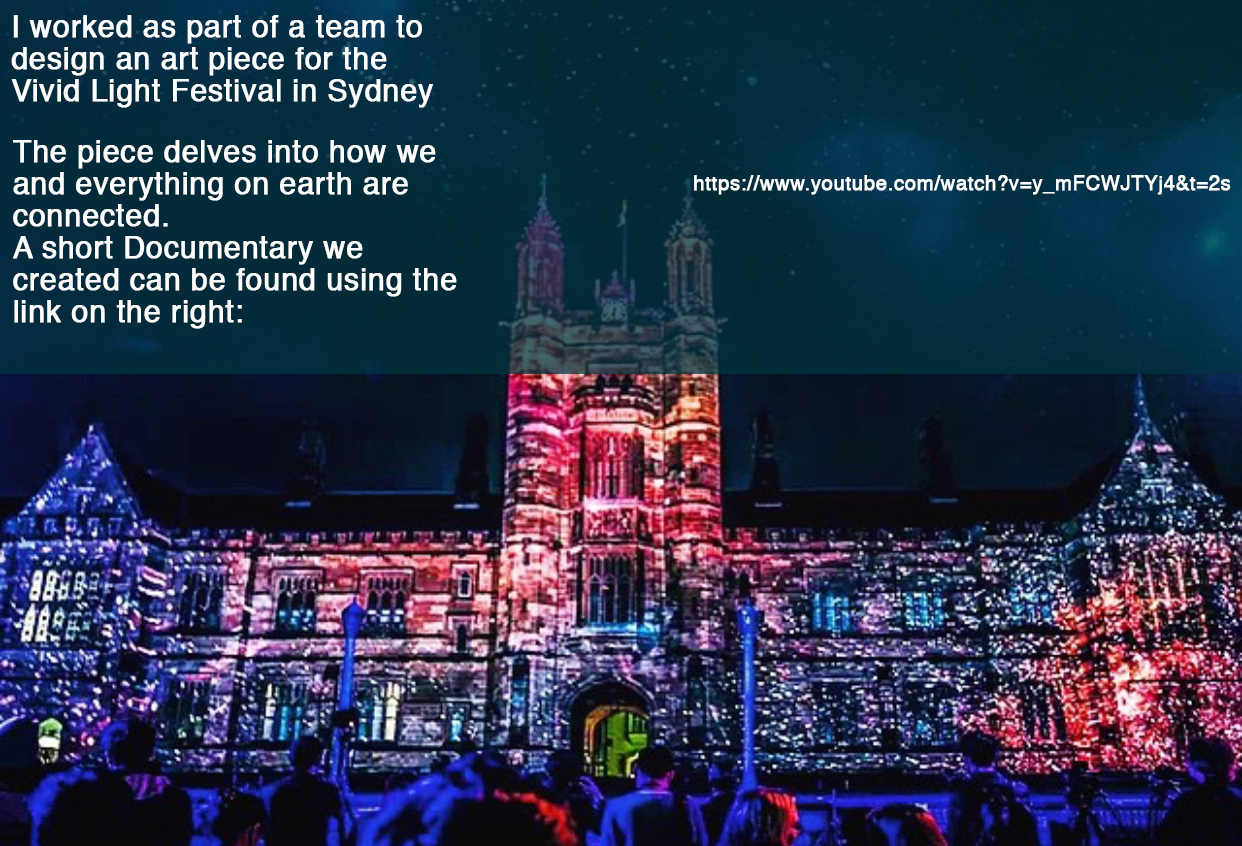 I worked as part of a team to
design an art piece for the
Vivid Light Festival in Sydney
The piece delves into how we
and everything on earth are
connected.
A short Documentary we
created can be found using the
link on the right:
https://www.youtube.com/watch?v=y_mFCWJTYj4&t=2s